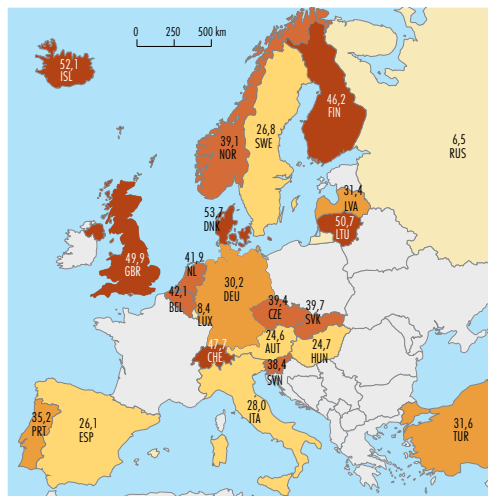 0 250 500 km
52,1
ISL
46,2
FIN
39,1
NOR
26,8
SWE
6,5
RUS
31,4
LVA
53,7
DNK
50,7
LTU
49,9
GBR
41,9
NL
30,2
DEU
42,1
BEL
8,4
LUX
39,4
CZE
39,7
SVK
24,6
AUT
24,7
HUN
47,7
CHE
38,4
SVN
28,0
ITA
35,2
PRT
26,1
ESP
31,6
TUR